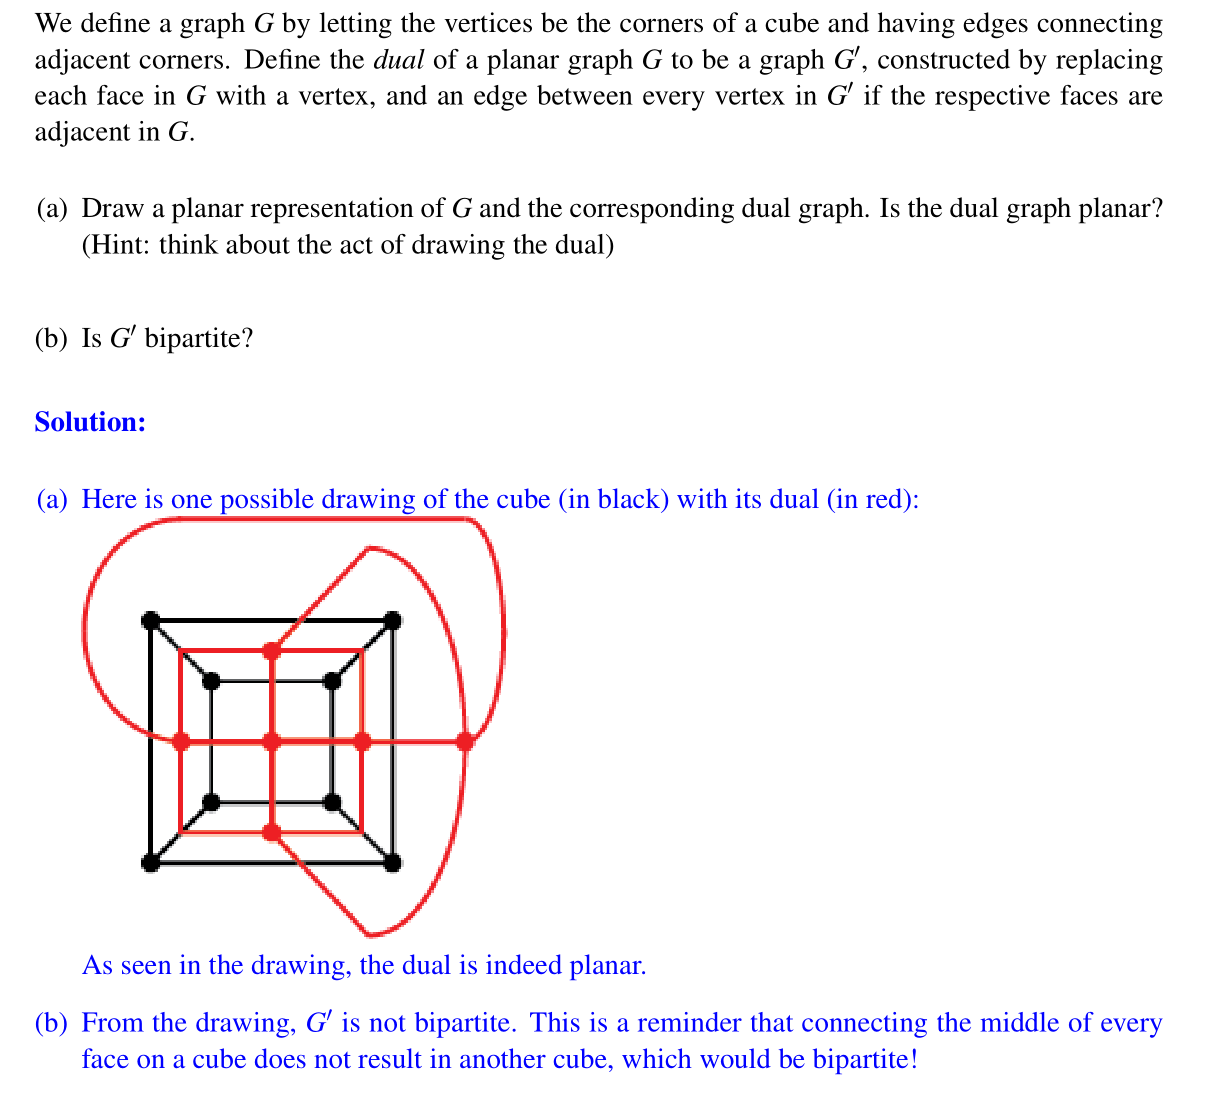 We define a graph G by letting the vertices be the corners of a cube and having edges connecting
adjacent corners. Define the dual of a planar graph G to be a graph G′, constructed by replacing
each face in G with a vertex, and an edge between every vertex in G′ if the respective faces are
adjacent in G.
(a) Draw a planar representation of G and the corresponding dual graph. Is the dual graph planar?
(Hint: think about the act of drawing the dual)
(b) Is G′ bipartite?
Solution:
(a) Here is one possible drawing of the cube (in black) with its dual (in red):
As seen in the drawing, the dual is indeed planar.
(b) From the drawing, G′ is not bipartite. This is a reminder that connecting the middle of every
face on a cube does not result in another cube, which would be bipartite!